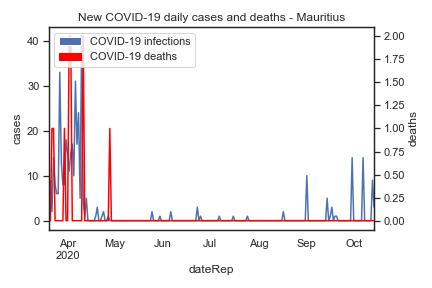 New COVID-19 daily cases and deaths - Mauritius
COVID-19 infections
COVID-19 deaths
40
30
20
10
0
cases
2.00
1.75
1.50
1.25
1.00
0.75
0.50
0.25
0.00
deaths
Apr May Jun Jul Aug Sep Oct
2020
dateRep